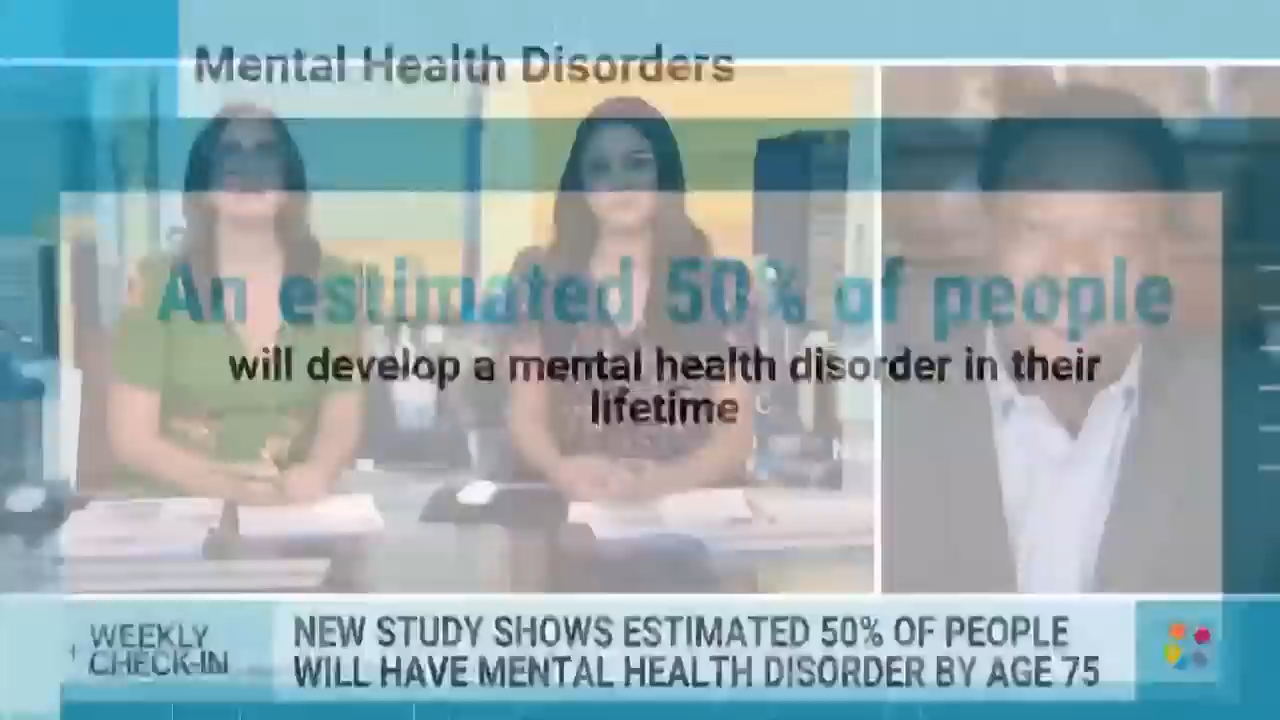 Mental Health Disorders
An estimated 50% of people
will develop a mental health disorder in their
lifetime
WEEKLY
CHECK-IN
NEW STUDY SHOWS ESTIMATED 50% OF PEOPLE
WILL HAVE MENTAL HEALTH DISORDER BY AGE 75